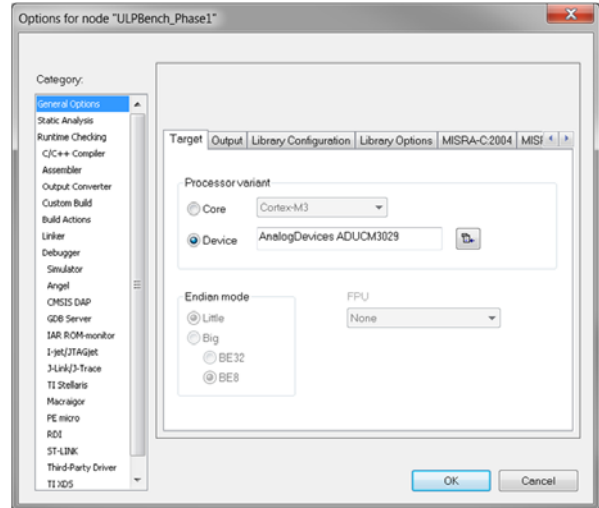 Options for node "ULPBench_Phase1"
Category:
General Options
Static Analysis
Runtime Checking
C/C++ Compiler
Assembler
Output Converter
Custom Build
Build Actions
Linker
Debugger
Simulator
Angel
CMSIS DAP
GDB Server
IAR ROM-monitor
I-jet/JTAGjet
J-Link/J-Trace
TI Stellaris
Macraigor
PE micro
RDI
ST-LINK
Third-Party Driver
TI XDS
Target Output Library Configuration Library Options MISRA-C:2004 MISI
Processor variant
Core Cortex-M3
Device AnalogDevices ADUCM3029
Endian mode
Little
Big
BE32
BE8
FPU
None
OK Cancel